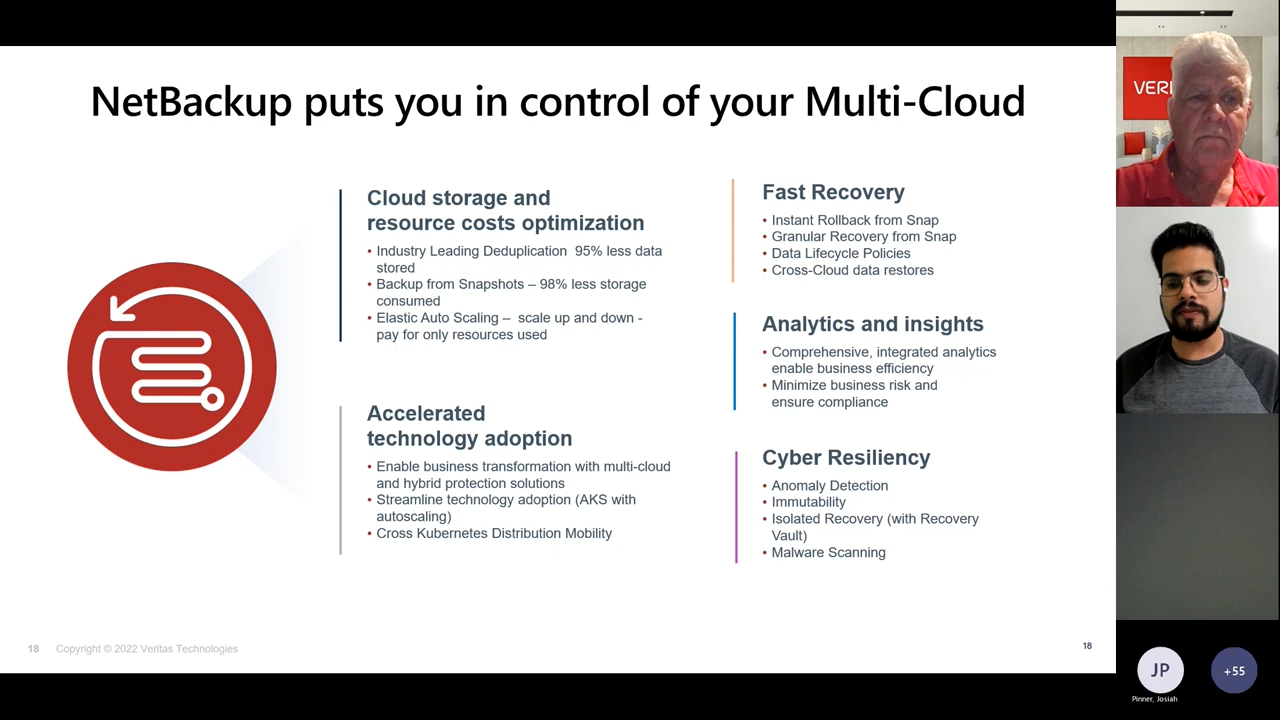 NetBackup puts you in control of your Multi-Cloud
Cloud storage and
resource costs optimization
• Industry Leading Deduplication  95% less data
stored
• Backup from Snapshots – 98% less storage
consumed
• Elastic Auto Scaling –  scale up and down -
pay for only resources used
Accelerated
technology adoption
• Enable business transformation with multi-cloud
and hybrid protection solutions
• Streamline technology adoption (AKS with
autoscaling)
• Cross Kubernetes Distribution Mobility
Fast Recovery
• Instant Rollback from Snap
• Granular Recovery from Snap
• Data Lifecycle Policies
• Cross-Cloud data restores
Analytics and insights
• Comprehensive, integrated analytics
enable business efficiency
• Minimize business risk and
ensure compliance
Cyber Resiliency
• Anomaly Detection
• Immutability
• Isolated Recovery (with Recovery
Vault)
• Malware Scanning
18 Copyright © 2022 Veritas Technologies
18
VERI
JP
Pinner, Josiah
+55